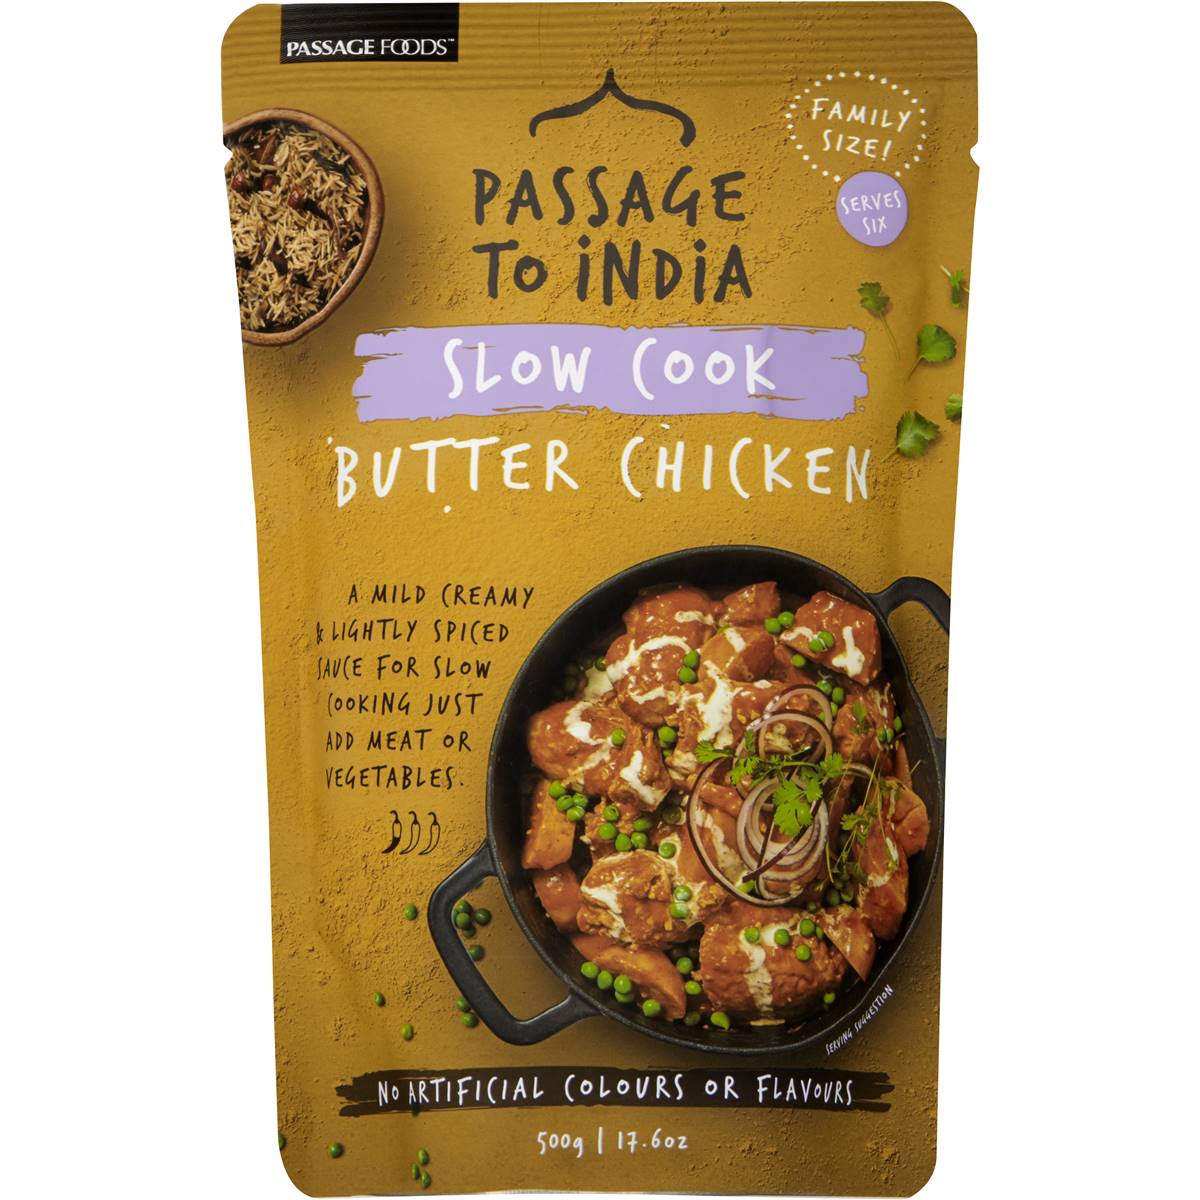 PASSAGE FOODS™
FAMILY
SIZE!
SERVES
SIX
PASSAGE
TO INDIA
SLOW COOK
BUTTER CHICKEN
A MILD CREAMY
& LIGHTLY SPICED
SAUCE FOR SLOW
COOKING JUST
ADD MEAT OR
VEGETABLES.
SERVING SUGGESTION
NO ARTIFICIAL COLOURS OR FLAVOURS
500g | 17.6oz